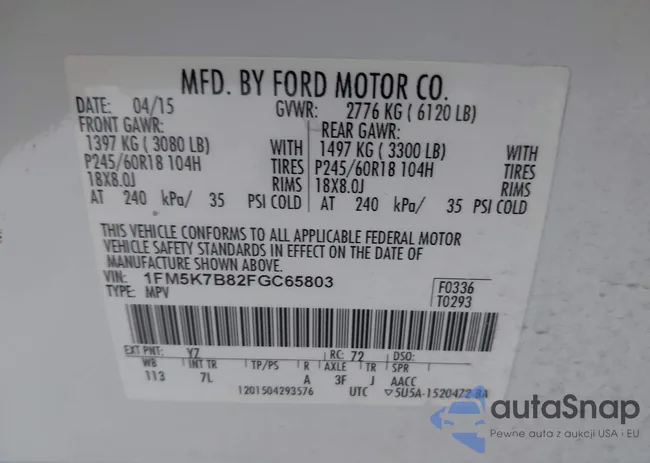 MFD. BY FORD MOTOR CO.
DATE: 04/15 GVWR: 2776 KG ( 6120 LB)
FRONT GAWR: REAR GAWR:
1397 KG ( 3080 LB) WITH 1497 KG ( 3300 LB) WITH
P245/60R18 104H TIRES P245/60R18 104H TIRES
18X8.0J RIMS 18X8.0J RIMS
AT 240 kPa/ 35 PSI COLD AT 240 kPa/ 35 PSI COLD
THIS VEHICLE CONFORMS TO ALL APPLICABLE FEDERAL MOTOR
VEHICLE SAFETY STANDARDS IN EFFECT ON THE DATE OF
MANUFACTURE SHOWN ABOVE.
VIN: 1FM5K7B82FGC65803 F0336
TYPE: MPV T0293
EXT PNT: YZ RC: 72 DSO:
WB INT TR TP/PS R AXLE TR SPR
113 7L A 3F J AACC
1201504293576 UTC ▽5U5A-1520472-BA
autaSnap
Pewne auta z aukcji USA i EU